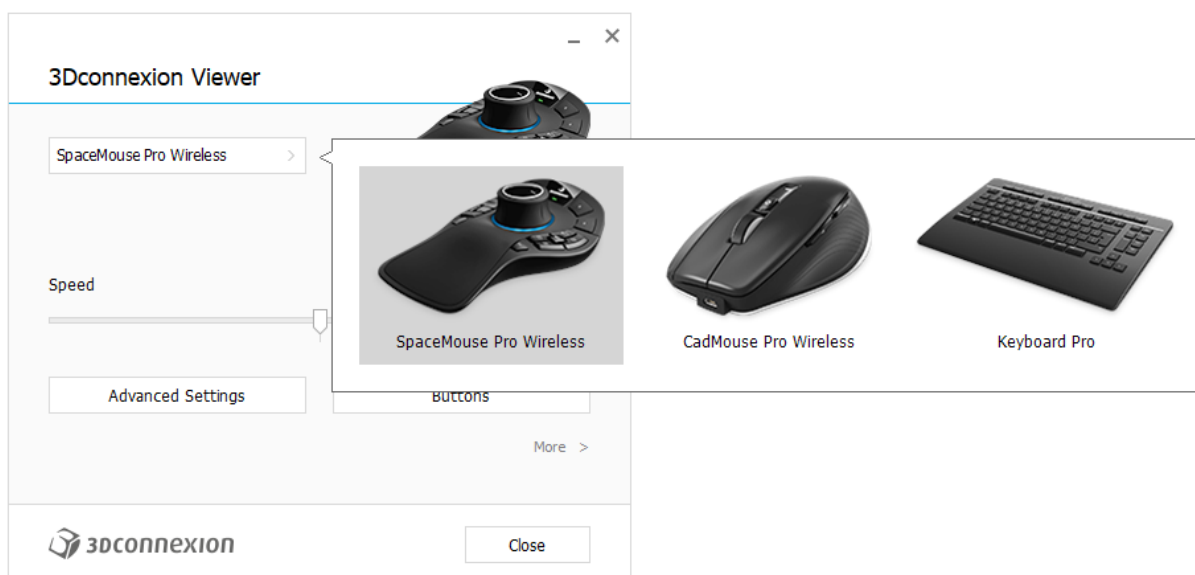 3Dconnexion Viewer
SpaceMouse Pro Wireless
SpaceMouse Pro Wireless
CadMouse Pro Wireless
Keyboard Pro
Speed
Advanced Settings
Buttons
More >
3Dconnexion
Close